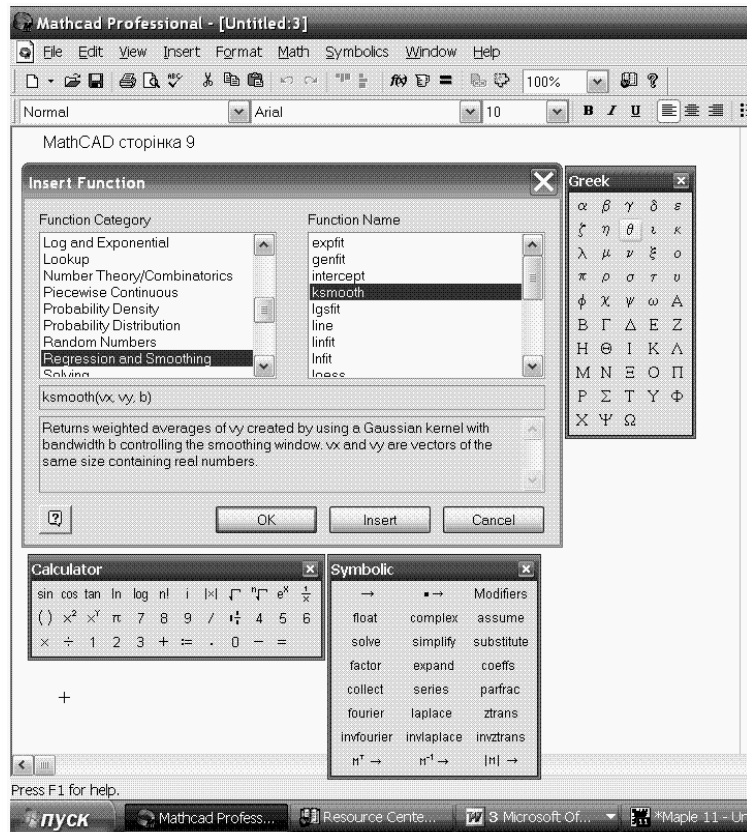 Mathcad Professional - [Untitled:3]
File Edit View Insert Format Math Symbolics Window Help
100%
Normal Arial 10 B I U
MathCAD сторінка 9
Insert Function
Function Category
Log and Exponential
Lookup
Number Theory/Combinatorics
Piecewise Continuous
Probability Density
Probability Distribution
Random Numbers
Regression and Smoothing
Solving
Function Name
expfit
genfit
intercept
ksmooth
lgsfit
line
linfit
lnfit
loess
ksmooth(vx, vy, b)
Returns weighted averages of vy created by using a Gaussian kernel with
bandwidth b controlling the smoothing window. vx and vy are vectors of the
same size containing real numbers.
OK Insert Cancel
Greek
α β γ δ ε
ζ η θ ι κ
λ μ ν ξ ο
π ρ σ τ υ
φ χ ψ ω Α
Β Γ Δ Ε Ζ
Η Θ Ι Κ Λ
Μ Ν Ξ Ο Π
Ρ Σ Τ Υ Φ
Χ Ψ Ω
Calculator
sin cos tan ln log n! i |×| √ ⁿ√ eˣ 1/x
( ) ×² ×ʸ π 7 8 9 / 4 5 6
× ÷ 1 2 3 + := . 0 − =
Symbolic
→ ▪ → Modifiers
float complex assume
solve simplify substitute
factor expand coeffs
collect series parfrac
fourier laplace ztrans
invfourier invlaplace invztrans
Mᵀ → M⁻¹ → |M| →
Press F1 for help.
пуск Mathcad Profess... Resource Cente... 3 Microsoft Of... *Maple 11 - Un